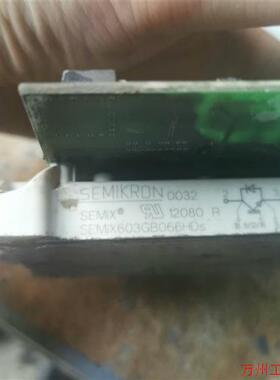 SEMIKRON 0032
SEMiX® 12080 R
SEMiX603GB066HDs
万州工